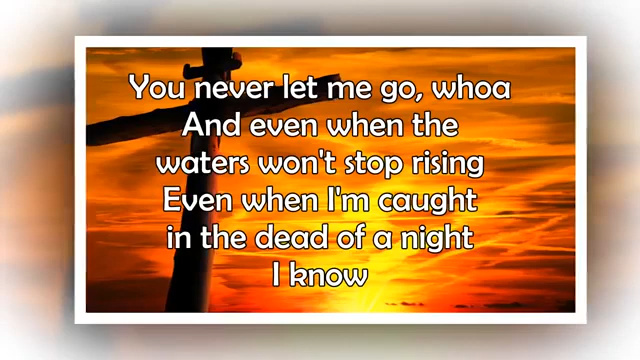 You never let me go, whoa
And even when the
waters won't stop rising
Even when I'm caught
in the dead of a night
I know